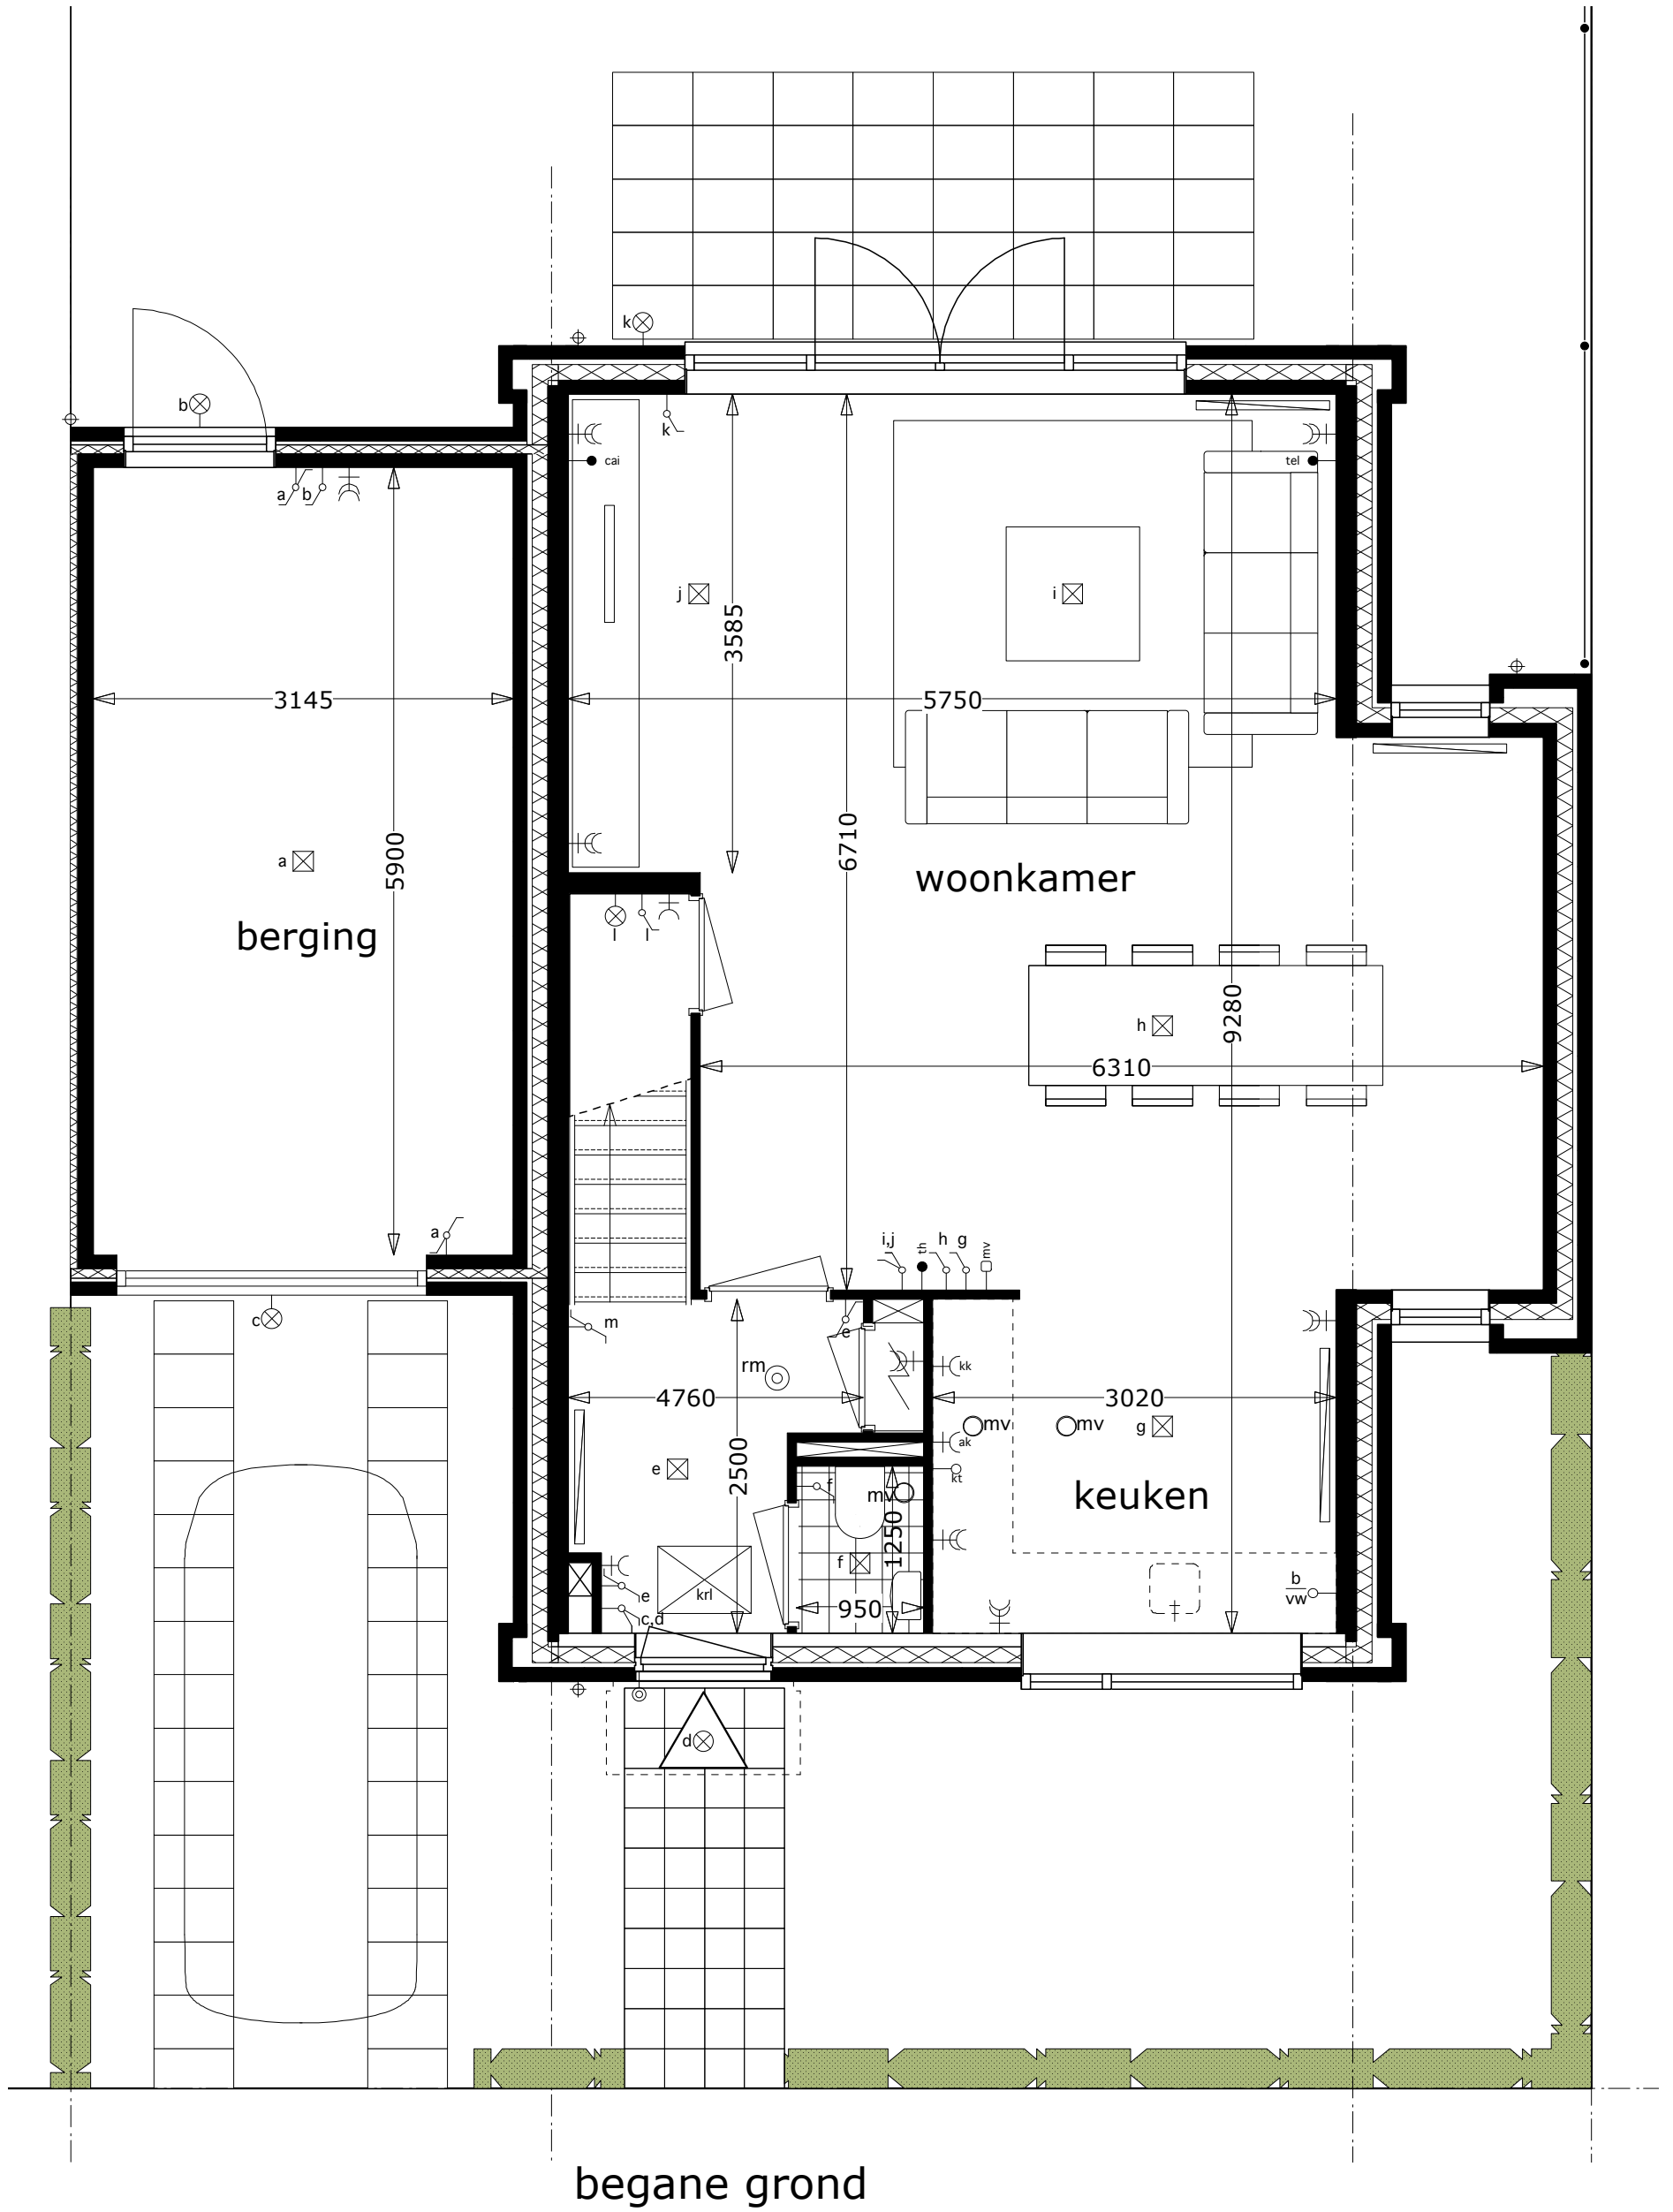 k
b
k
cai
tel
a b
j
3585
i
3145
5750
6710
5900
a
woonkamer
berging
l l
9280
h
6310
a
i,j th h g mv
c
m
e
rm
kk
4760
3020
mv mv g
ak
2500
e
kt
f
mv
keuken
1250
f
b
vw
e
krl
950
c,d
d
begane grond